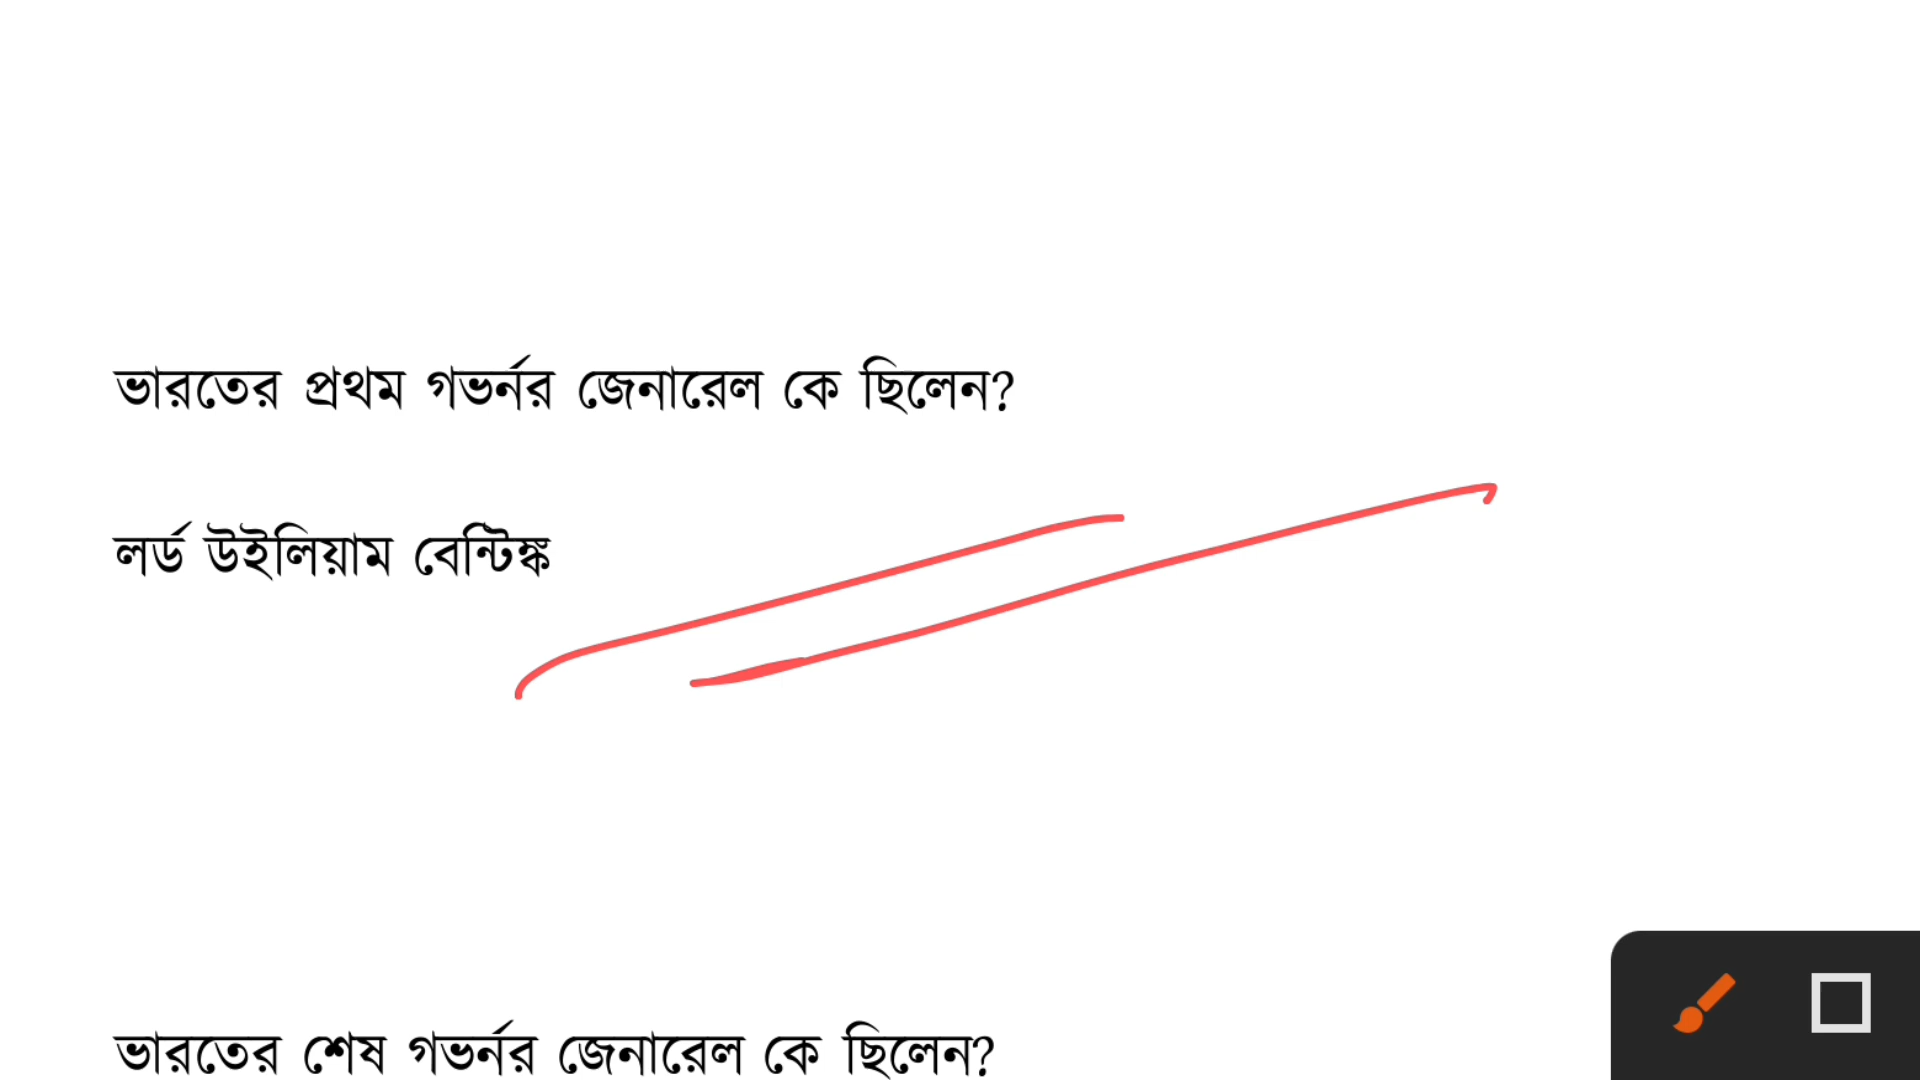 ভারতের প্রথম গভর্নর জেনারেল কে ছিলেন?
লর্ড উইলিয়াম বেন্টিঙ্ক
ভারতের শেষ গভর্নর জেনারেল কে ছিলেন?